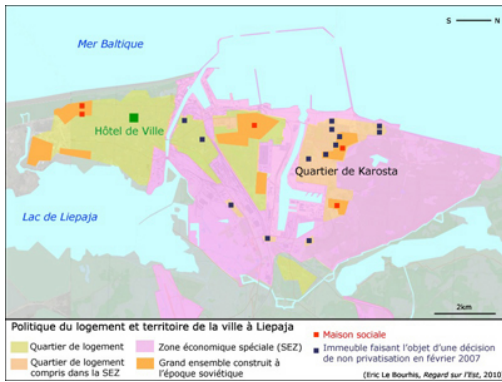 S N
Mer Baltique
Hôtel de Ville
Quartier de Karosta
Lac de Liepaja
2km
Politique du logement et territoire de la ville à Liepaja
Quartier de logement
Quartier de logement compris dans la SEZ
Zone économique spéciale (SEZ)
Grand ensemble construit à l'époque soviétique
Maison sociale
Immeuble faisant l'objet d'une décision de non privatisation en février 2007
(Eric Le Bourhis, Regard sur l'Est, 2010)